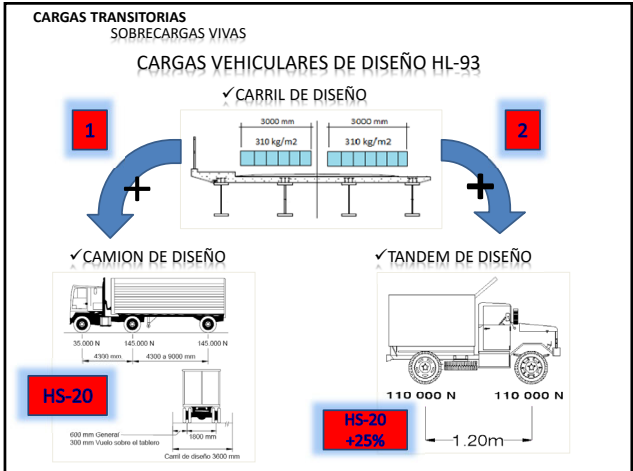 CARGAS TRANSITORIAS
SOBRECARGAS VIVAS
CARGAS VEHICULARES DE DISEÑO HL-93
✓CARRIL DE DISEÑO
1
2
3000 mm 3000 mm
310 kg/m2 310 kg/m2
+ +
✓CAMION DE DISEÑO
35.000 N 145.000 N 145.000 N
4300 mm 4300 a 9000 mm
HS-20
600 mm General
300 mm Vuelo sobre el tablero
1800 mm
Carril de diseño 3600 mm
✓TANDEM DE DISEÑO
110 000 N 110 000 N
HS-20
+25%
1.20m